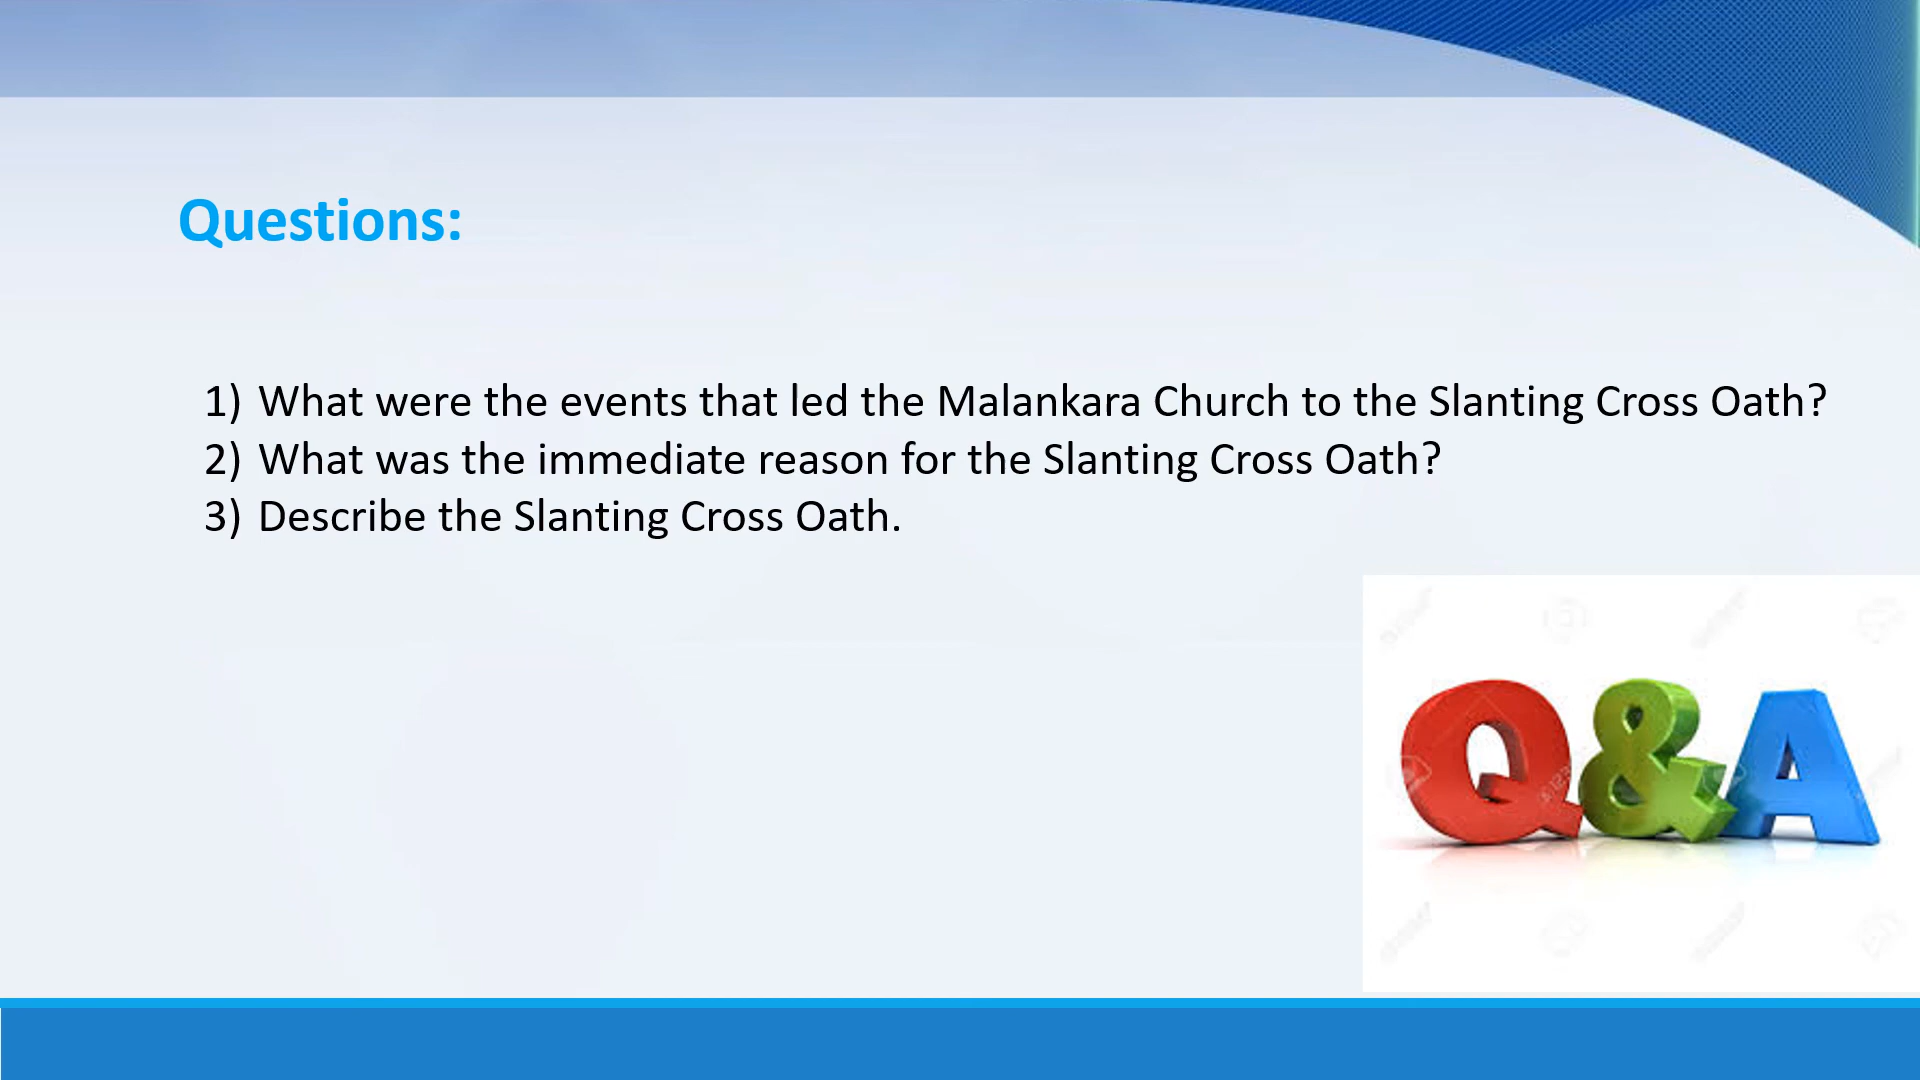 Questions:
1) What were the events that led the Malankara Church to the Slanting Cross Oath?
2) What was the immediate reason for the Slanting Cross Oath?
3) Describe the Slanting Cross Oath.
Q&A